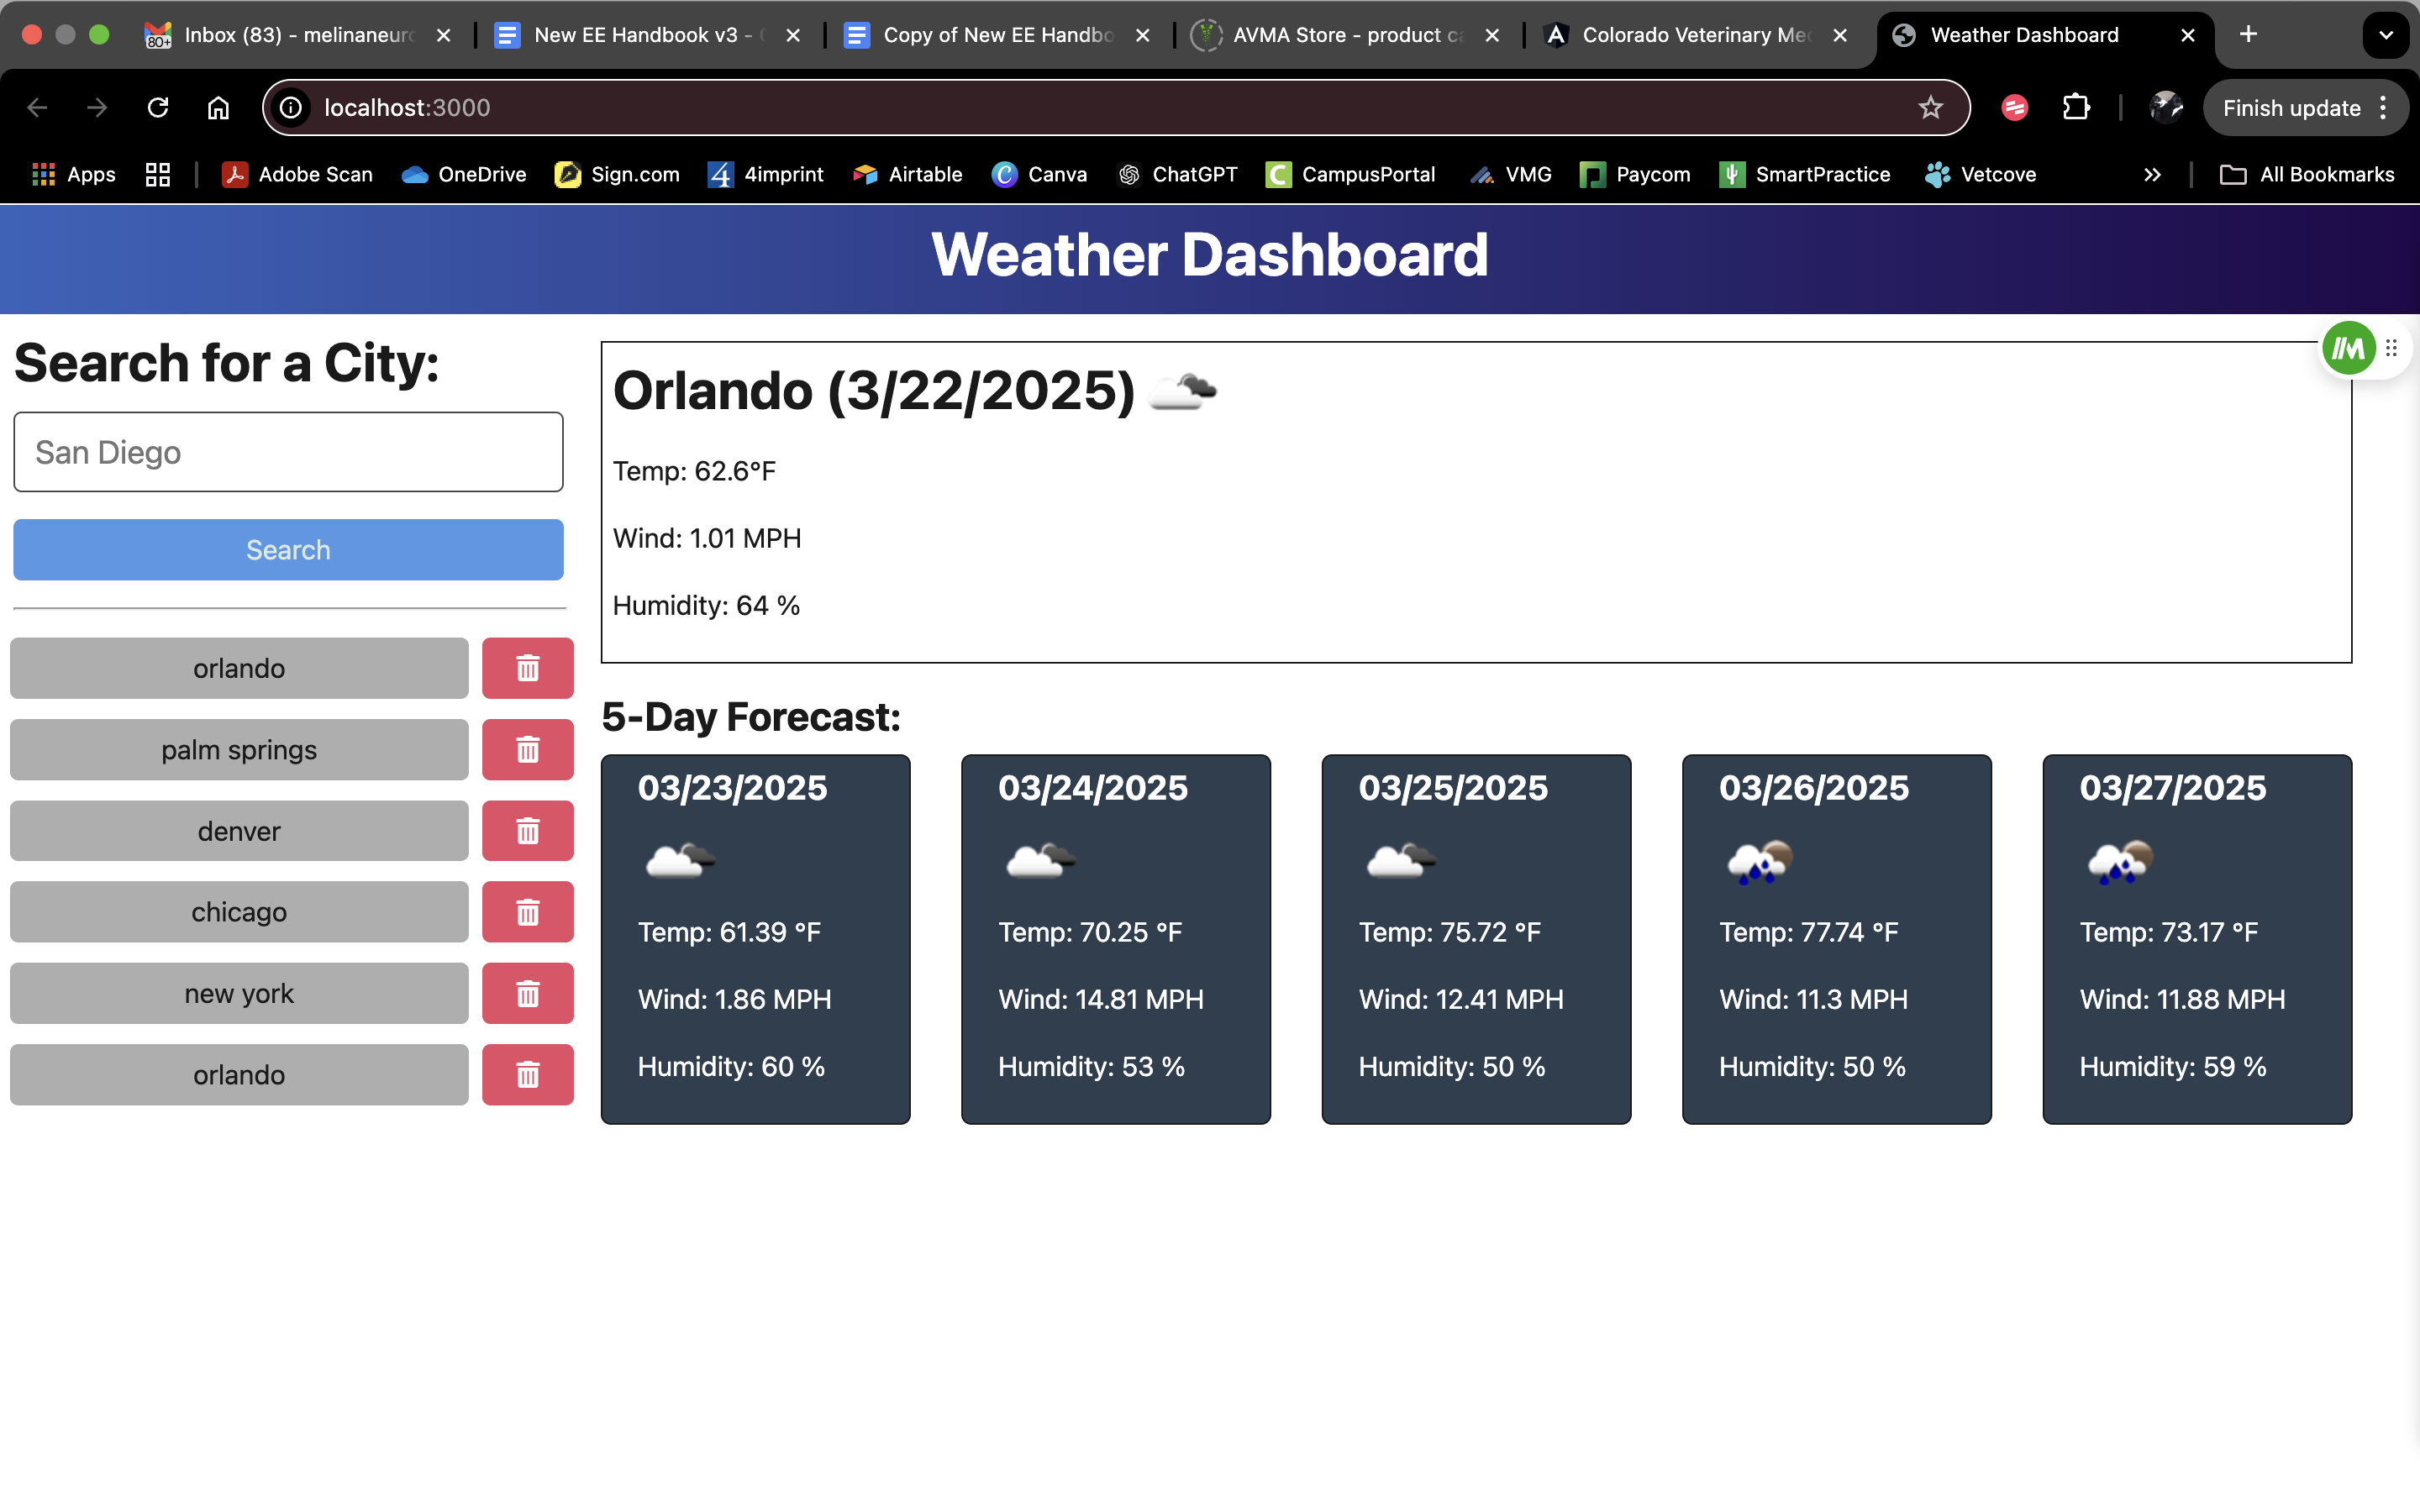 Inbox (83) - melinaneuro
New EE Handbook v3 -
Copy of New EE Handbo
AVMA Store - product ca
Colorado Veterinary Med
Weather Dashboard
80+
localhost:3000
Finish update
Apps
Adobe Scan
OneDrive
Sign.com
4imprint
Airtable
Canva
ChatGPT
CampusPortal
VMG
Paycom
SmartPractice
Vetcove
All Bookmarks
Weather Dashboard
Search for a City:
San Diego
Search
orlando
palm springs
denver
chicago
new york
orlando
Orlando (3/22/2025)
Temp: 62.6°F
Wind: 1.01 MPH
Humidity: 64 %
5-Day Forecast:
03/23/2025
Temp: 61.39 °F
Wind: 1.86 MPH
Humidity: 60 %
03/24/2025
Temp: 70.25 °F
Wind: 14.81 MPH
Humidity: 53 %
03/25/2025
Temp: 75.72 °F
Wind: 12.41 MPH
Humidity: 50 %
03/26/2025
Temp: 77.74 °F
Wind: 11.3 MPH
Humidity: 50 %
03/27/2025
Temp: 73.17 °F
Wind: 11.88 MPH
Humidity: 59 %